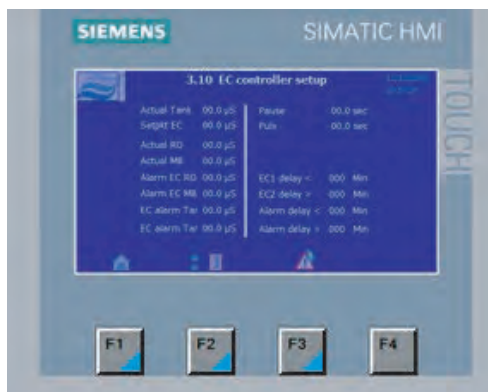 SIEMENS
SIMATIC HMI
TOUCH
3.10 EC controller setup
Actual Tank 00.0 µS
Pause 00.0 sec
Setpkt EC 00.0 µS
Puls 00.0 sec
Actual RO 00.0 µS
Actual MB 00.0 µS
Alarm EC RO 00.0 µS
EC1 delay < 000 Min
Alarm EC MB 00.0 µS
EC2 delay > 000 Min
EC alarm Tar 00.0 µS
Alarm delay < 000 Min
EC alarm Tar 00.0 µS
Alarm delay > 000 Min
F1
F2
F3
F4